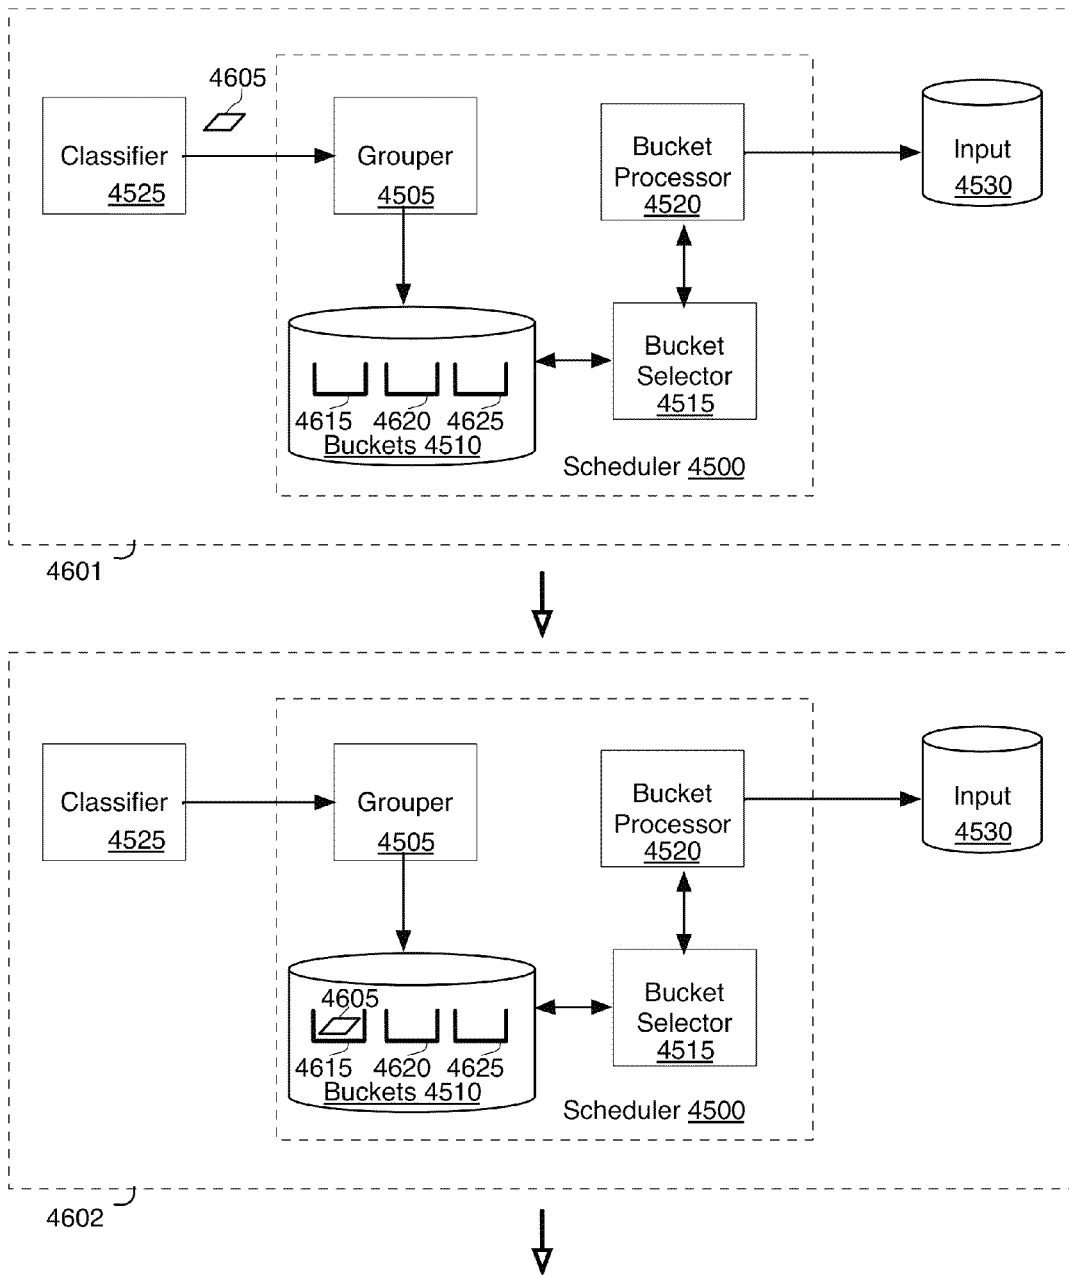 4605
Classifier
4525
Grouper
4505
Bucket
Processor
4520
Input
4530
Bucket
Selector
4515
4615 4620 4625
Buckets 4510
Scheduler 4500
4601
Classifier
4525
Grouper
4505
Bucket
Processor
4520
Input
4530
4605
Bucket
Selector
4515
4615 4620 4625
Buckets 4510
Scheduler 4500
4602